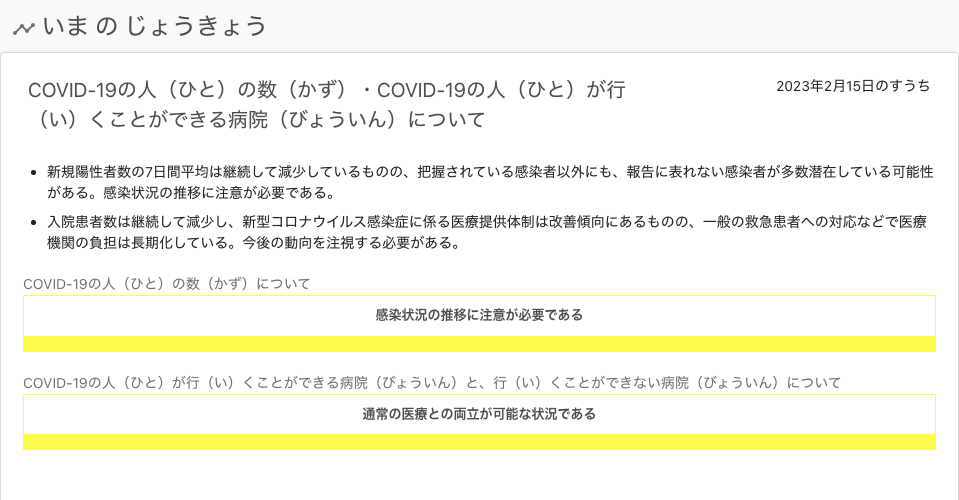 いま の じょうきょう
COVID-19の人（ひと）の数（かず）・COVID-19の人（ひと）が行
（い）くことができる病院（びょういん）について
2023年2月15日のすうち
新規陽性者数の7日間平均は継続して減少しているものの、把握されている感染者以外にも、報告に表れない感染者が多数潜在している可能性
がある。感染状況の推移に注意が必要である。
入院患者数は継続して減少し、新型コロナウイルス感染症に係る医療提供体制は改善傾向にあるものの、一般の救急患者への対応などで医療
機関の負担は長期化している。今後の動向を注視する必要がある。
COVID-19の人（ひと）の数（かず）について
感染状況の推移に注意が必要である
COVID-19の人（ひと）が行（い）くことができる病院（びょういん）と、行（い）くことができない病院（びょういん）について
通常の医療との両立が可能な状況である